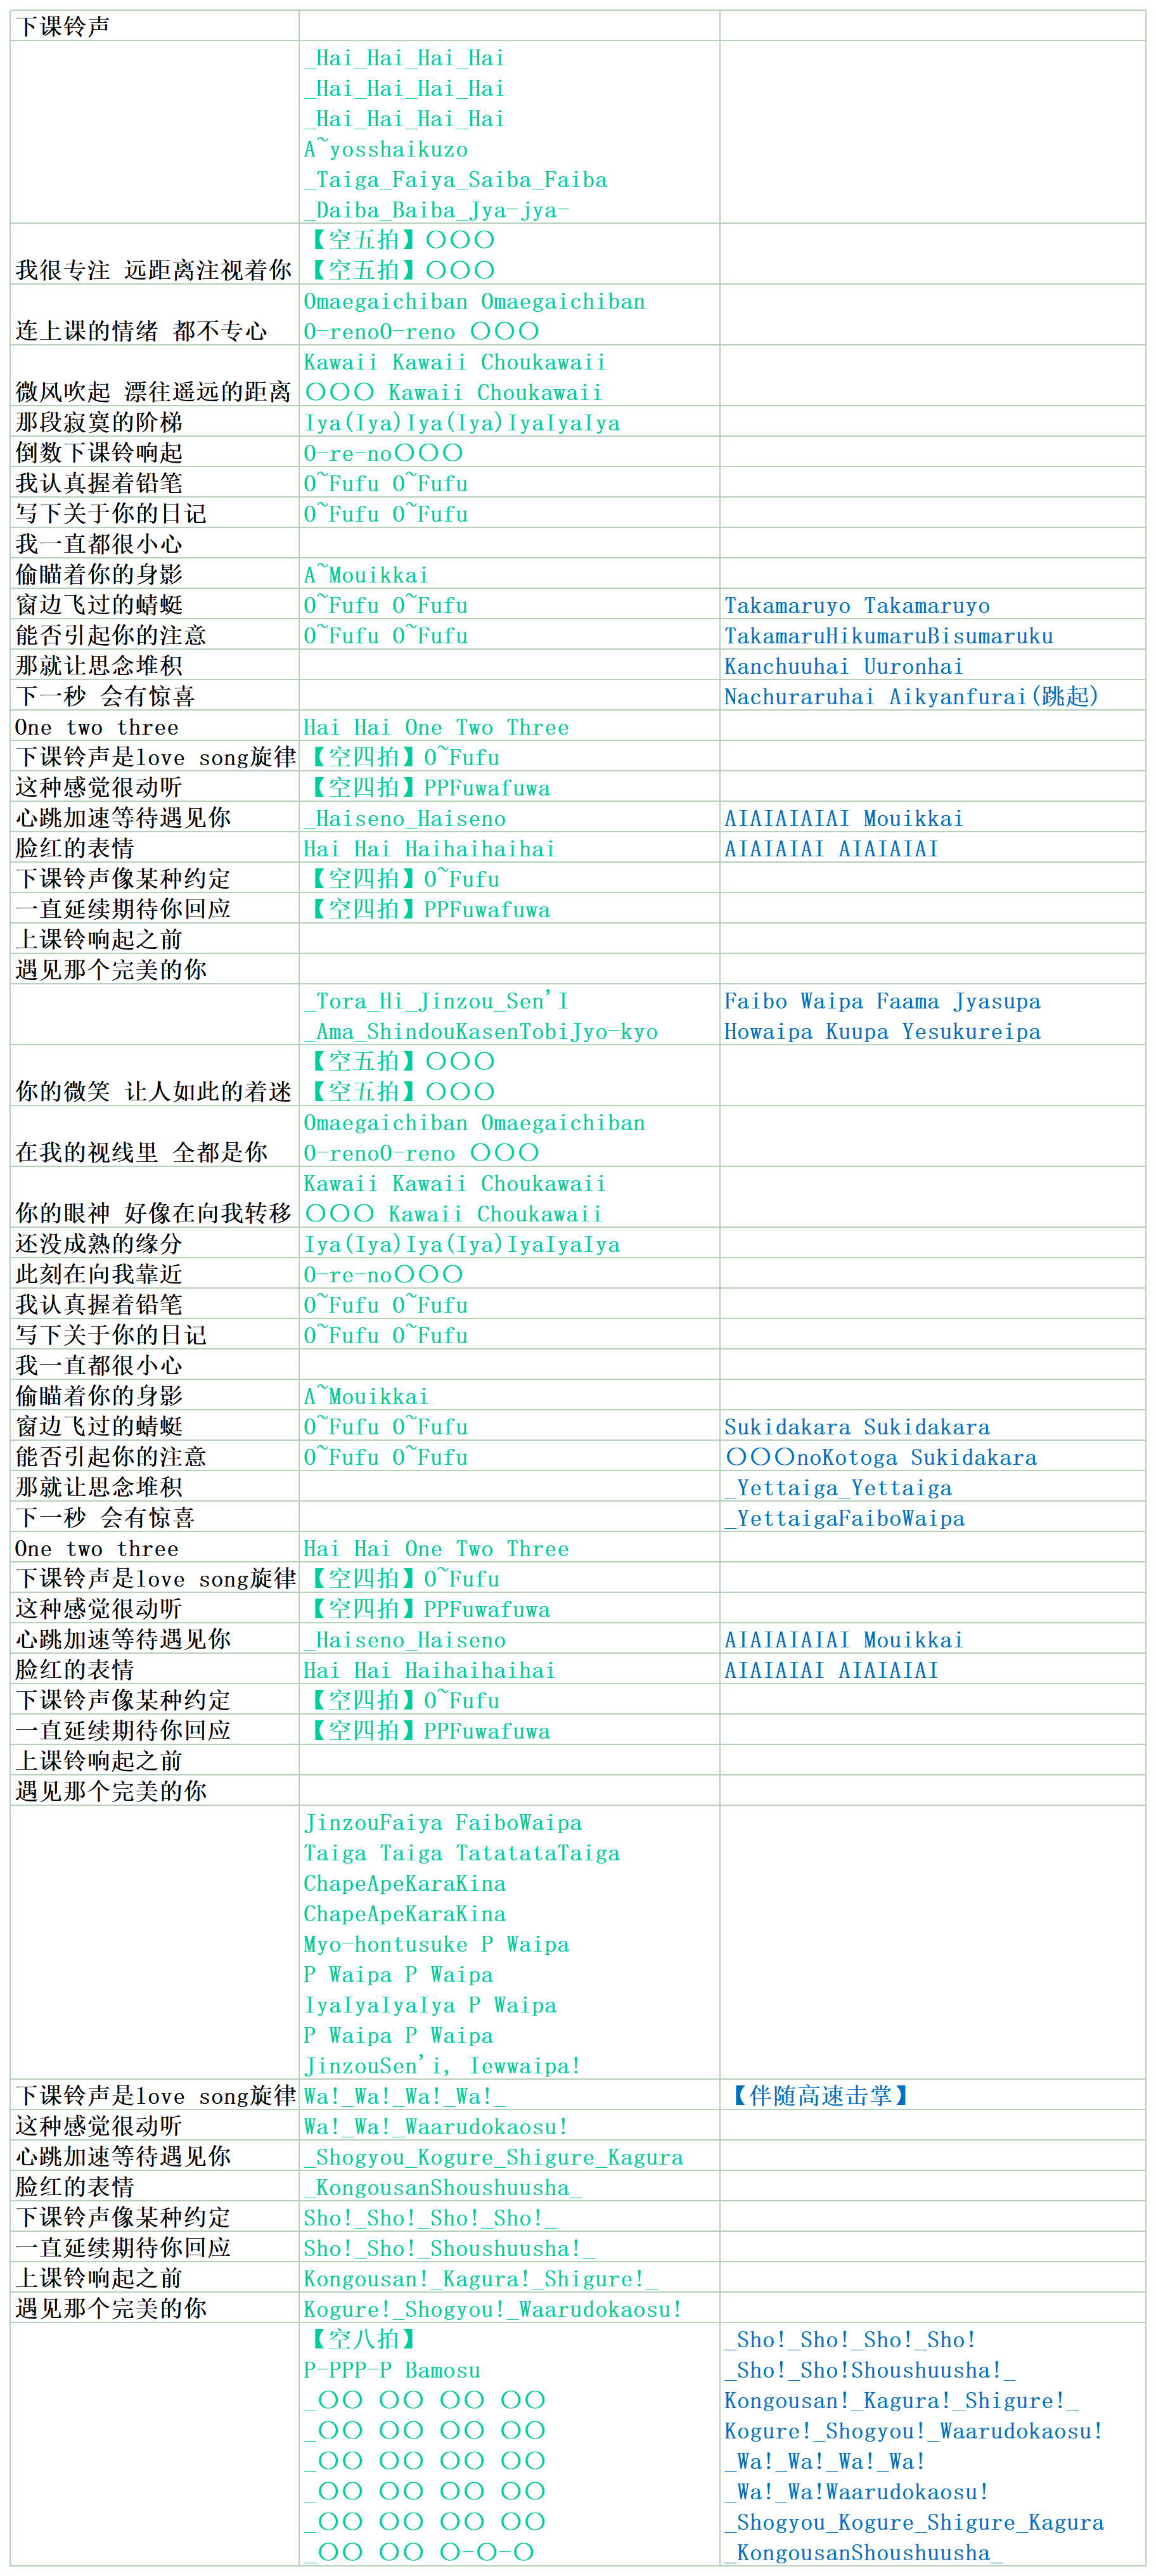 下课铃声
_Hai_Hai_Hai_Hai
_Hai_Hai_Hai_Hai
_Hai_Hai_Hai_Hai
A~yosshaikuzo
_Taiga_Faiya_Saiba_Faiba
_Daiba_Baiba_Jya-jya-
【空五拍】〇〇〇
我很专注 远距离注视着你 【空五拍】〇〇〇
Omaegaichiban Omaegaichiban
连上课的情绪 都不专心 O-renoO-reno 〇〇〇
Kawaii Kawaii Choukawaii
微风吹起 漂往遥远的距离 〇〇〇 Kawaii Choukawaii
那段寂寞的阶梯 Iya(Iya)Iya(Iya)IyaIyaIya
倒数下课铃响起 O-re-no〇〇〇
我认真握着铅笔 O~Fufu O~Fufu
写下关于你的日记 O~Fufu O~Fufu
我一直都很小心
偷瞄着你的身影 A~Mouikkai
窗边飞过的蜻蜓 O~Fufu O~Fufu Takamaruyo Takamaruyo
能否引起你的注意 O~Fufu O~Fufu TakamaruHikumaruBisumaruku
那就让思念堆积 Kanchuuhai Uuronhai
下一秒 会有惊喜 Nachuraruhai Aikyanfurai(跳起)
One two three Hai Hai One Two Three
下课铃声是love song旋律 【空四拍】O~Fufu
这种感觉很动听 【空四拍】PPFuwafuwa
心跳加速等待遇见你 _Haiseno_Haiseno AIAIAIAIAI Mouikkai
脸红的表情 Hai Hai Haihaihaihai AIAIAIAI AIAIAIAI
下课铃声像某种约定 【空四拍】O~Fufu
一直延续期待你回应 【空四拍】PPFuwafuwa
上课铃响起之前
遇见那个完美的你
_Tora_Hi_Jinzou_Sen'I Faibo Waipa Faama Jyasupa
_Ama_ShindouKasenTobiJyo-kyo Howaipa Kuupa Yesukureipa
【空五拍】〇〇〇
你的微笑 让人如此的着迷 【空五拍】〇〇〇
Omaegaichiban Omaegaichiban
在我的视线里 全都是你 O-renoO-reno 〇〇〇
Kawaii Kawaii Choukawaii
你的眼神 好像在向我转移 〇〇〇 Kawaii Choukawaii
还没成熟的缘分 Iya(Iya)Iya(Iya)IyaIyaIya
此刻在向我靠近 O-re-no〇〇〇
我认真握着铅笔 O~Fufu O~Fufu
写下关于你的日记 O~Fufu O~Fufu
我一直都很小心
偷瞄着你的身影 A~Mouikkai
窗边飞过的蜻蜓 O~Fufu O~Fufu Sukidakara Sukidakara
能否引起你的注意 O~Fufu O~Fufu 〇〇〇noKotoga Sukidakara
那就让思念堆积 _Yettaiga_Yettaiga
下一秒 会有惊喜 _YettaigaFaiboWaipa
One two three Hai Hai One Two Three
下课铃声是love song旋律 【空四拍】O~Fufu
这种感觉很动听 【空四拍】PPFuwafuwa
心跳加速等待遇见你 _Haiseno_Haiseno AIAIAIAIAI Mouikkai
脸红的表情 Hai Hai Haihaihaihai AIAIAIAI AIAIAIAI
下课铃声像某种约定 【空四拍】O~Fufu
一直延续期待你回应 【空四拍】PPFuwafuwa
上课铃响起之前
遇见那个完美的你
JinzouFaiya FaiboWaipa
Taiga Taiga TatatataTaiga
ChapeApeKaraKina
ChapeApeKaraKina
Myo-hontusuke P Waipa
P Waipa P Waipa
IyaIyaIyaIya P Waipa
P Waipa P Waipa
JinzouSen'i, Iewwaipa!
下课铃声是love song旋律 Wa!_Wa!_Wa!_Wa!_ 【伴随高速击掌】
这种感觉很动听 Wa!_Wa!_Waarudokaosu!
心跳加速等待遇见你 _Shogyou_Kogure_Shigure_Kagura
脸红的表情 _KongousanShoushuusha_
下课铃声像某种约定 Sho!_Sho!_Sho!_Sho!_
一直延续期待你回应 Sho!_Sho!_Shoushuusha!_
上课铃响起之前 Kongousan!_Kagura!_Shigure!_
遇见那个完美的你 Kogure!_Shogyou!_Waarudokaosu!
【空八拍】 _Sho!_Sho!_Sho!_Sho!
P-PPP-P Bamosu _Sho!_Sho!Shoushuusha!_
_〇〇 〇〇 〇〇 〇〇 Kongousan!_Kagura!_Shigure!_
_〇〇 〇〇 〇〇 〇〇 Kogure!_Shogyou!_Waarudokaosu!
_〇〇 〇〇 〇〇 〇〇 _Wa!_Wa!_Wa!_Wa!
_〇〇 〇〇 〇〇 〇〇 _Wa!_Wa!Waarudokaosu!
_〇〇 〇〇 〇〇 〇〇 _Shogyou_Kogure_Shigure_Kagura
_〇〇 〇〇 〇-〇-〇 _KongousanShoushuusha_